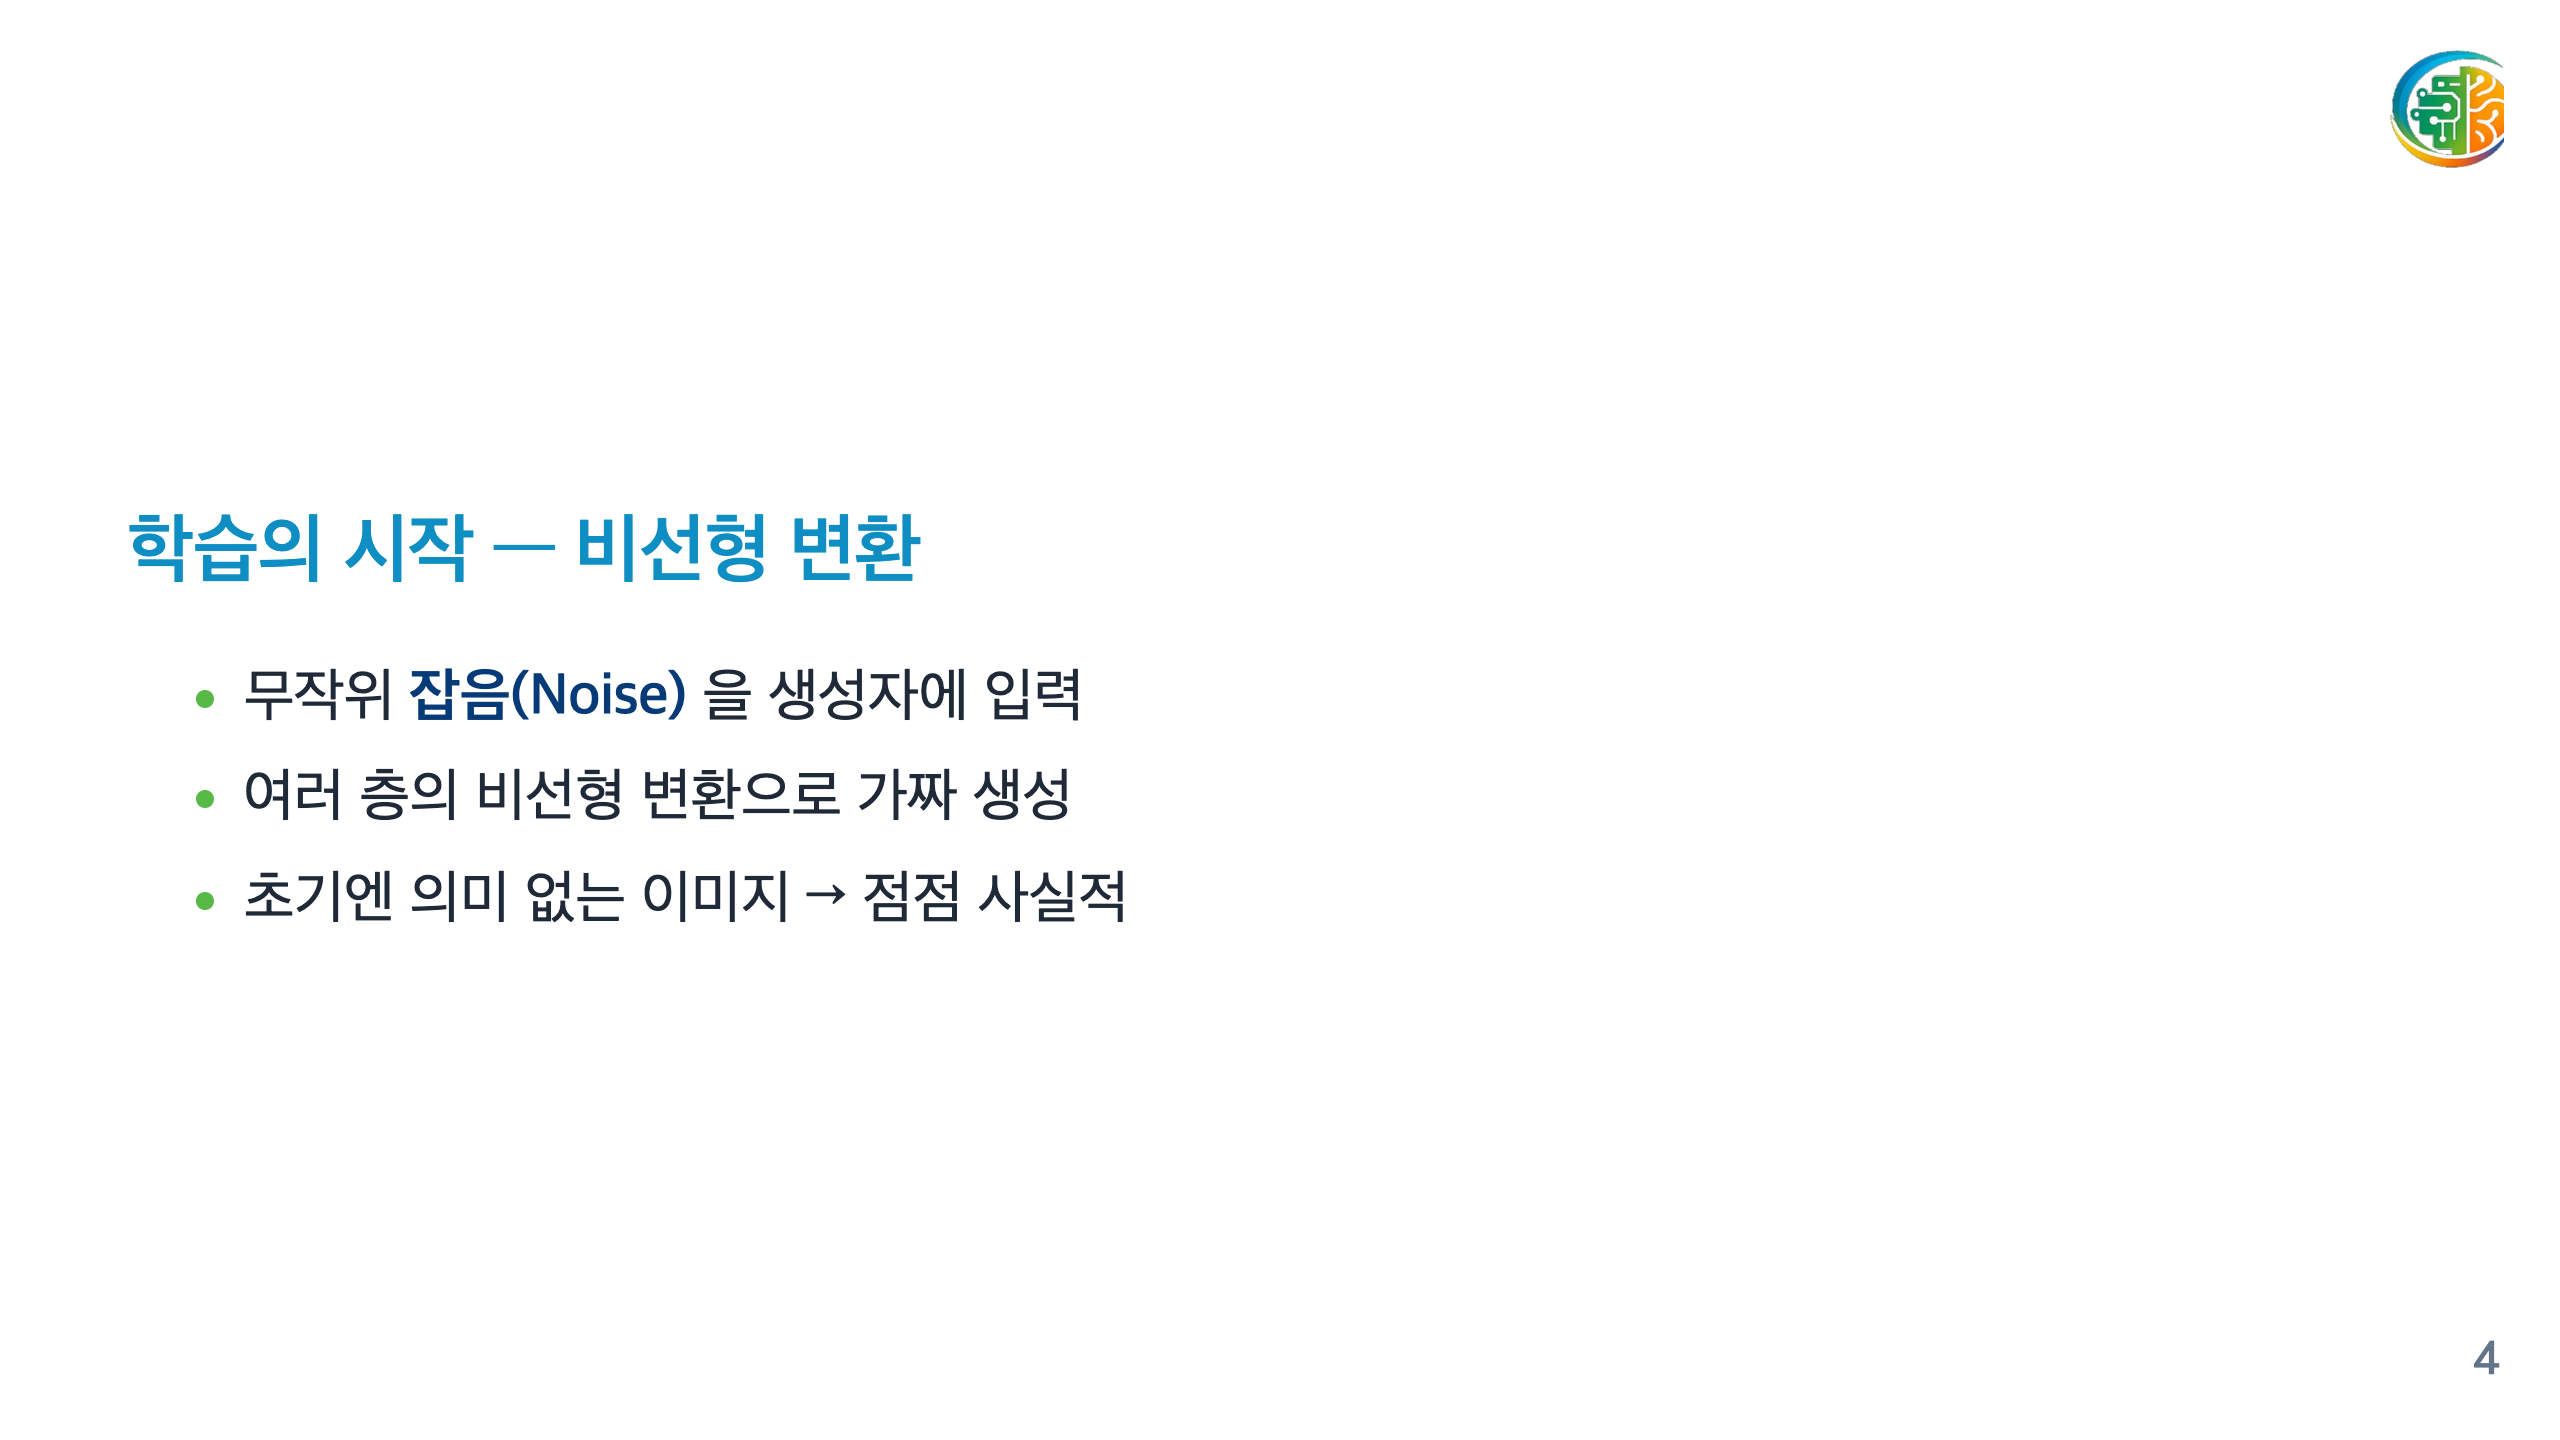 학습의 시작 — 비선형 변환
• 무작위 잡음(Noise) 을 생성자에 입력
• 여러 층의 비선형 변환으로 가짜 생성
• 초기엔 의미 없는 이미지 → 점점 사실적
4